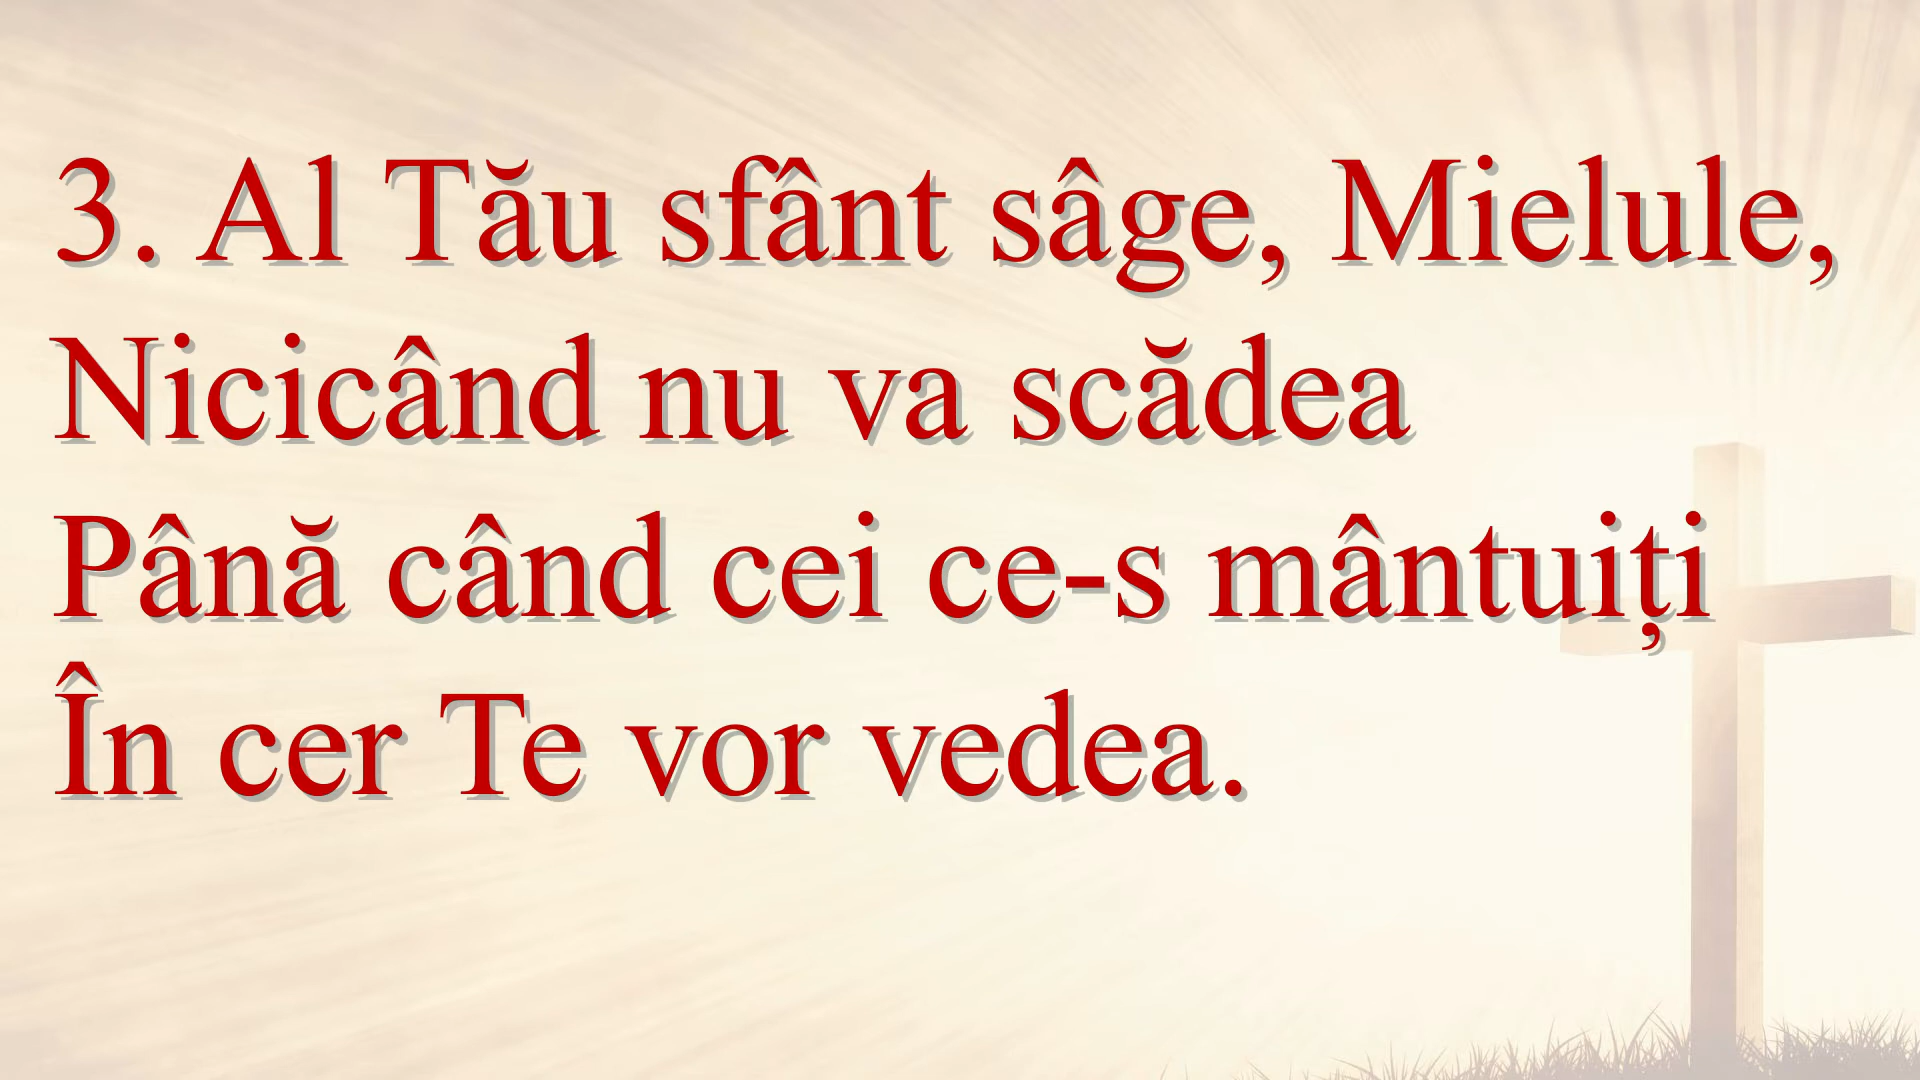 3. Al Tău sfânt sâge, Mielule,
Nicicând nu va scădea
Până când cei ce-s mântuiți
În cer Te vor vedea.